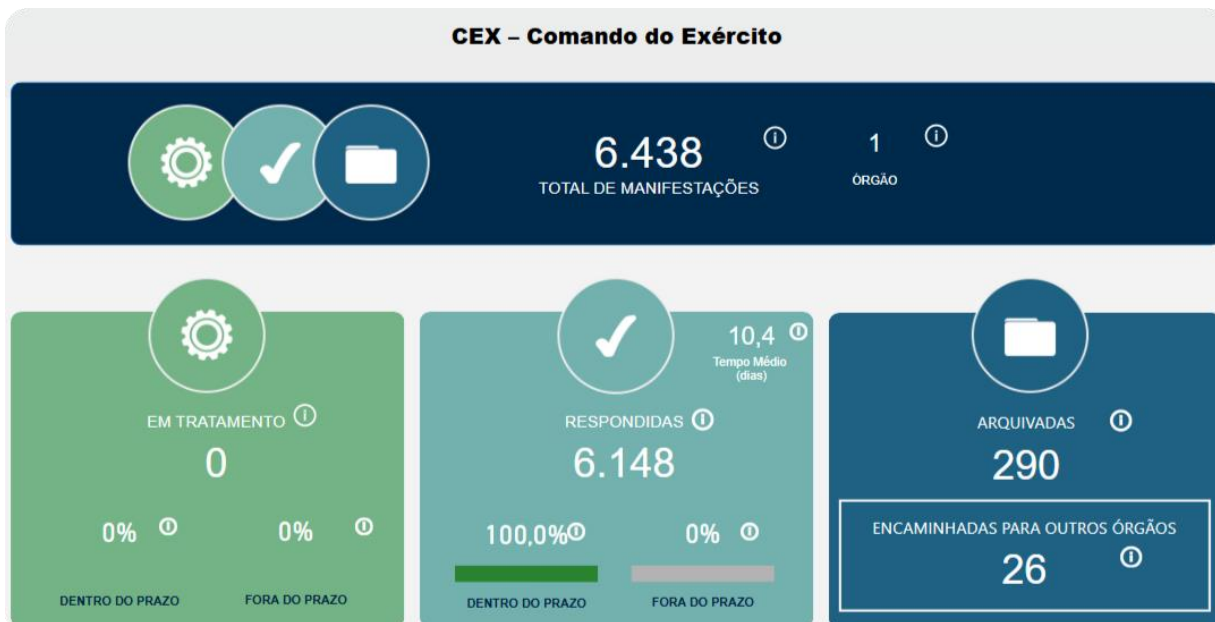 CEX – Comando do Exército
6.438
TOTAL DE MANIFESTAÇÕES
1
ÓRGÃO
EM TRATAMENTO
0
0%
0%
DENTRO DO PRAZO
FORA DO PRAZO
10,4
Tempo Médio
(dias)
RESPONDIDAS
6.148
100,0%
0%
DENTRO DO PRAZO
FORA DO PRAZO
ARQUIVADAS
290
ENCAMINHADAS PARA OUTROS ÓRGÃOS
26